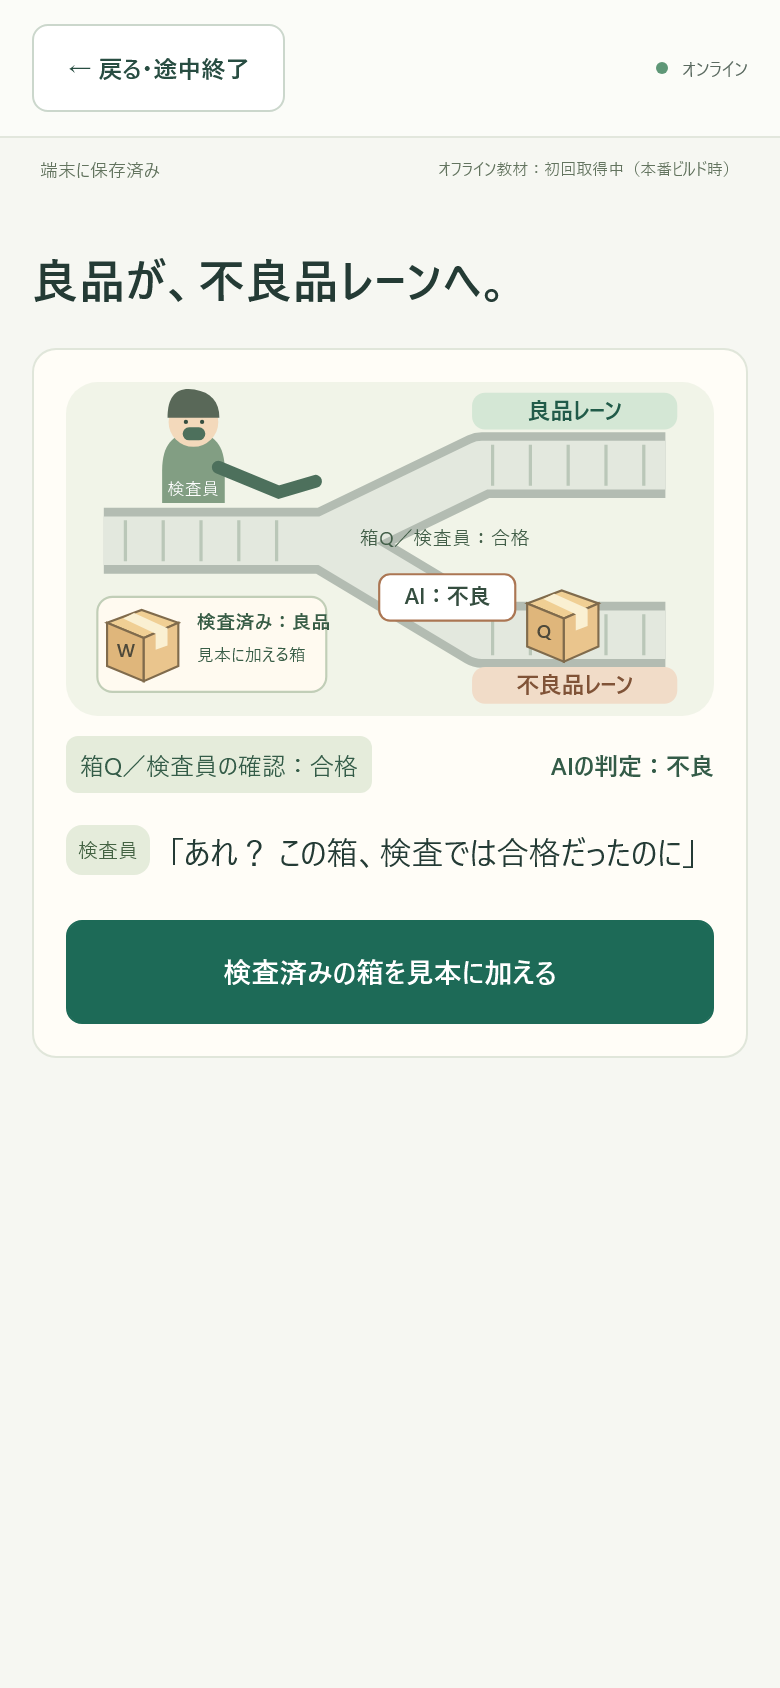 ← 戻る・途中終了
オンライン
端末に保存済み
オフライン教材：初回取得中（本番ビルド時）
良品が、不良品レーンへ。
良品レーン
検査員
箱Q／検査員：合格
AI：不良
検査済み：良品
見本に加える箱
W
Q
不良品レーン
箱Q／検査員の確認：合格
AIの判定：不良
検査員
「あれ？ この箱、検査では合格だったのに」
検査済みの箱を見本に加える